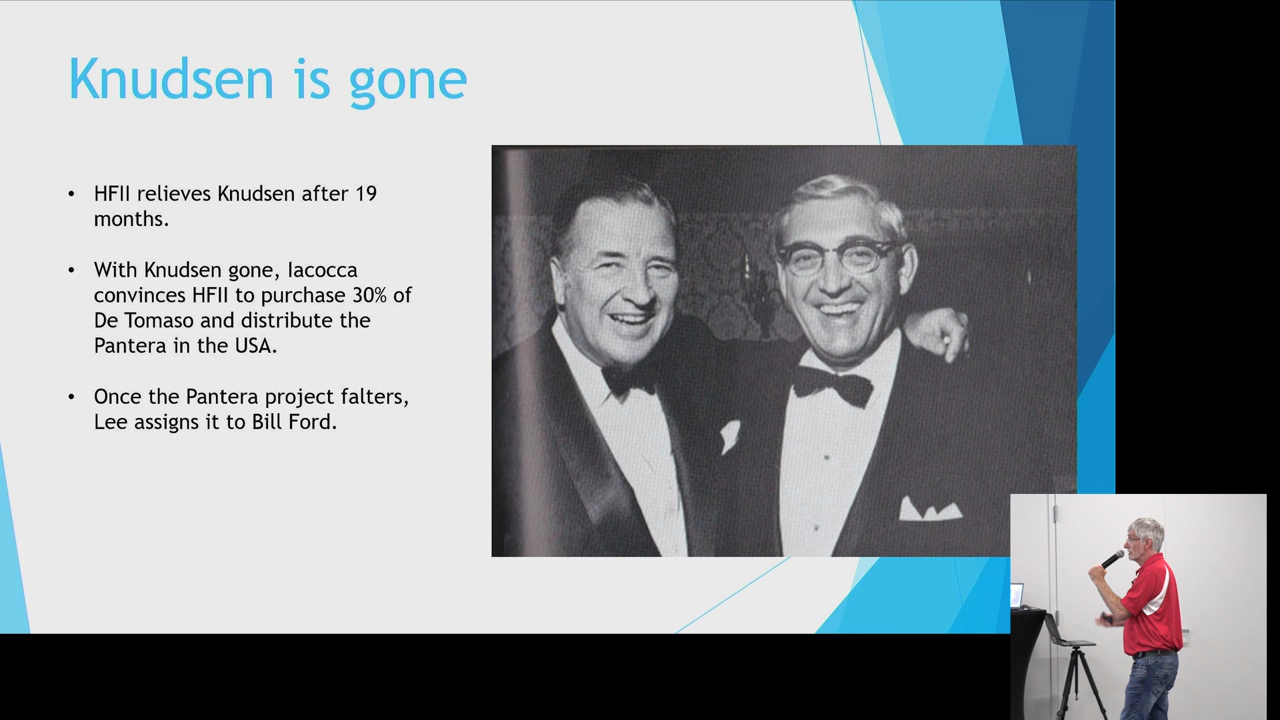 Knudsen is gone
• HFII relieves Knudsen after 19
months.
• With Knudsen gone, Iacocca
convinces HFII to purchase 30% of
De Tomaso and distribute the
Pantera in the USA.
• Once the Pantera project falters,
Lee assigns it to Bill Ford.